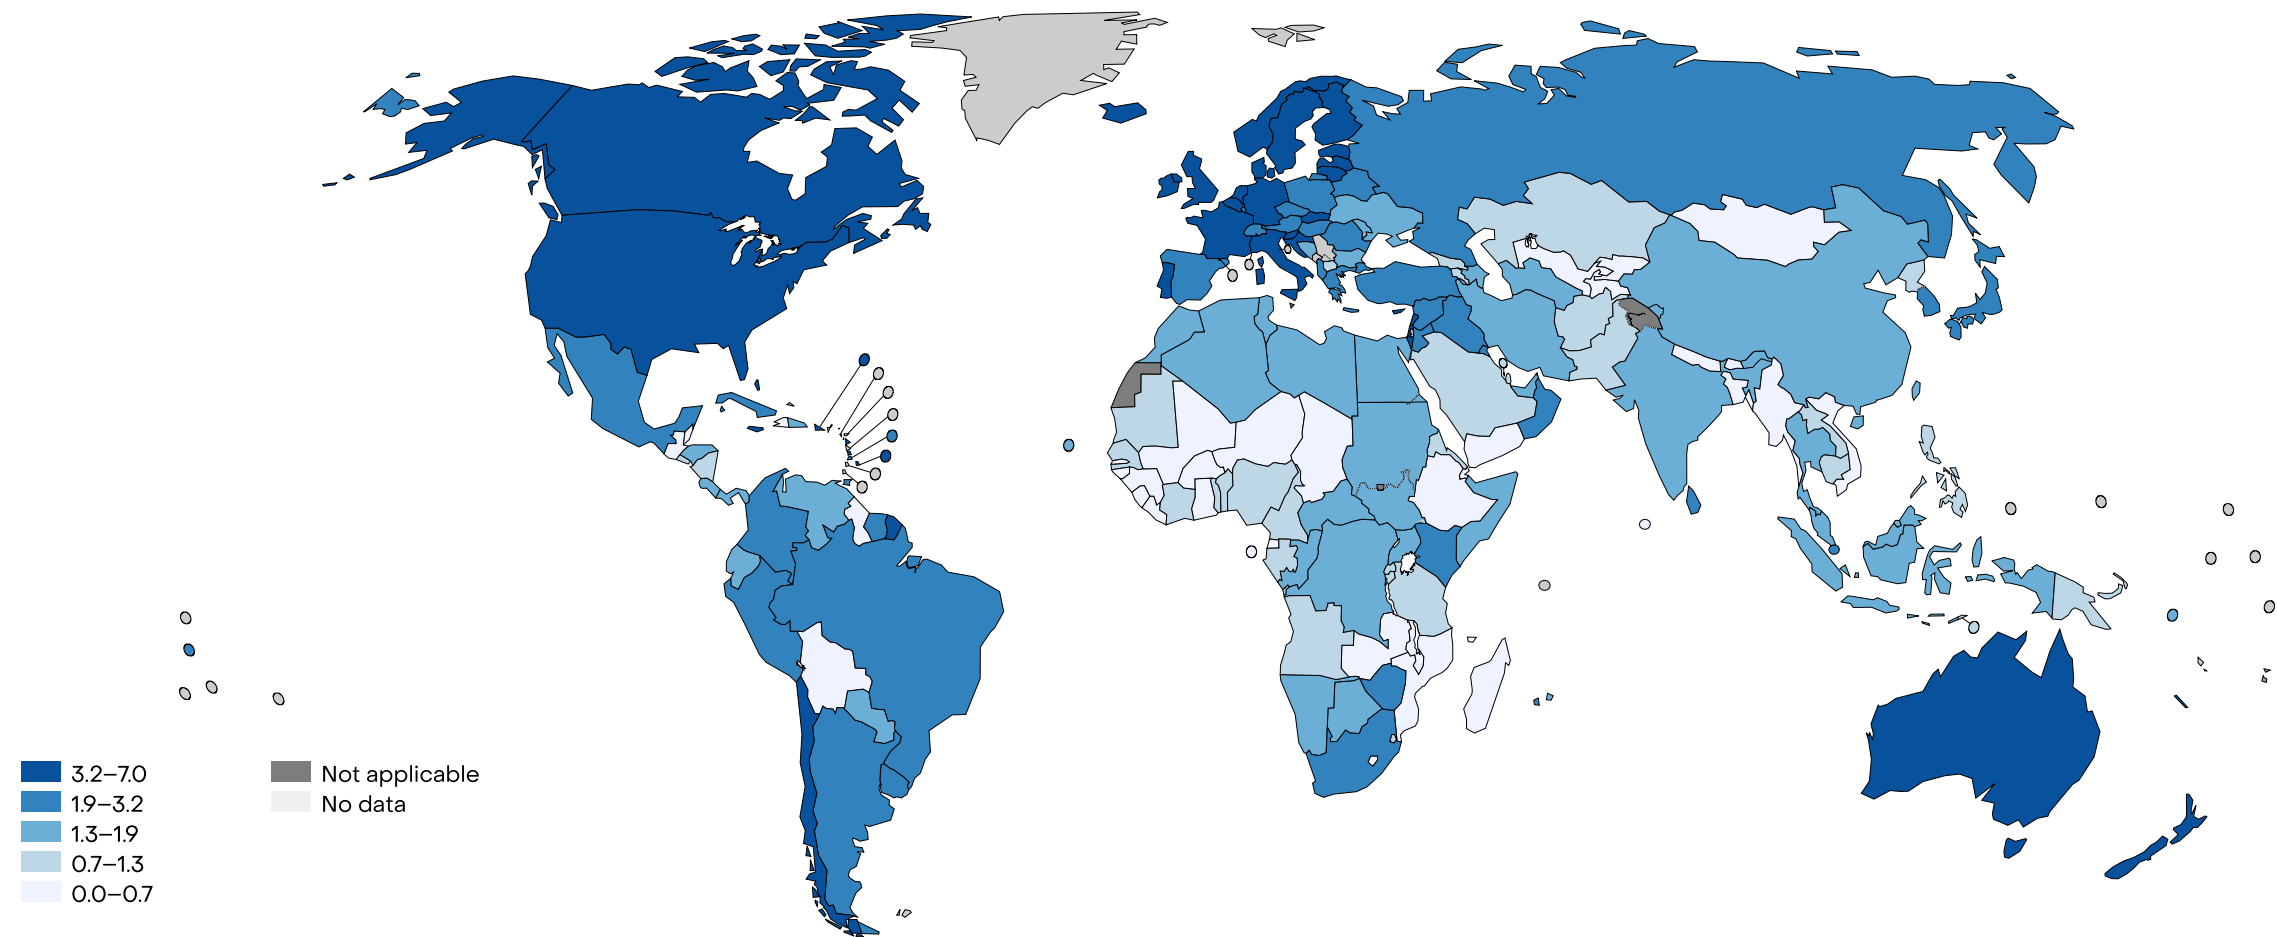 3.2–7.0
1.9–3.2
1.3–1.9
0.7–1.3
0.0–0.7
Not applicable
No data